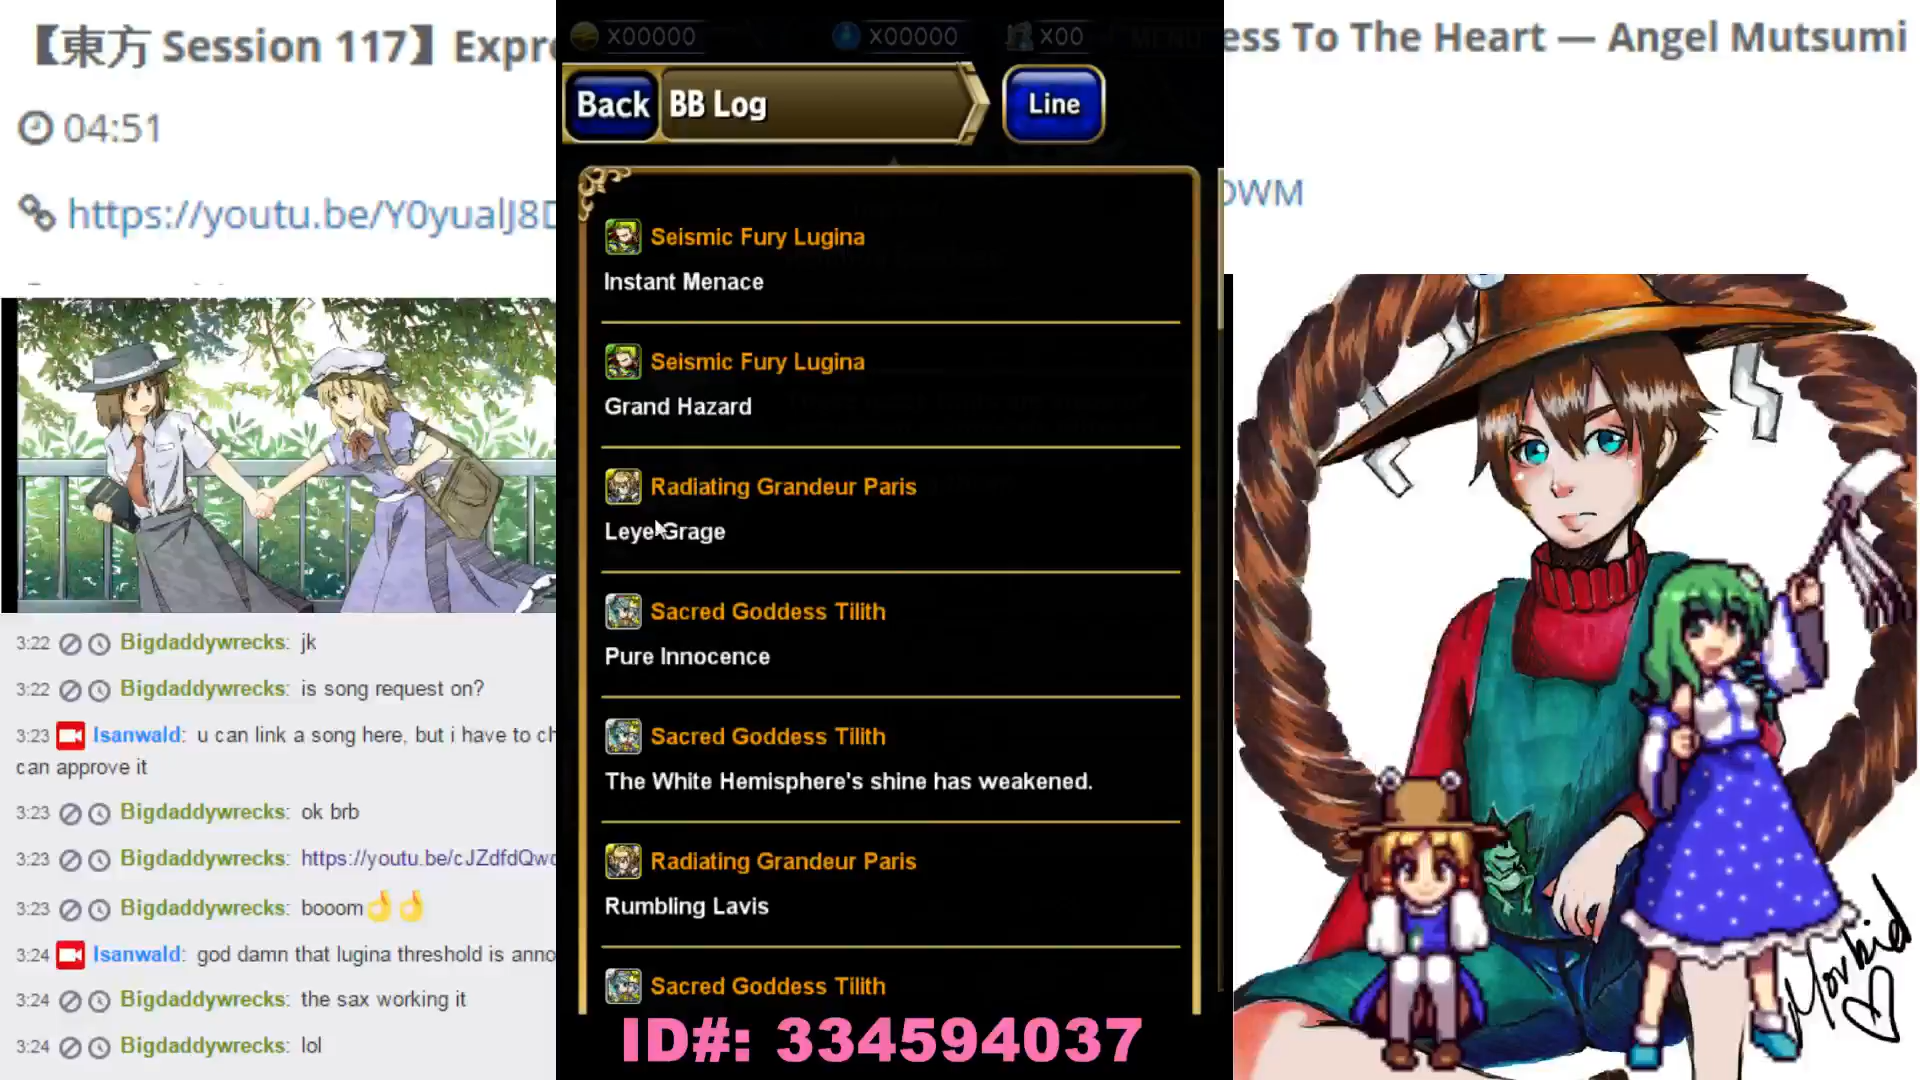 【東方 Session 117】 Expre
ess To The Heart — Angel Mutsumi
04:51
https://youtu.be/Y0yualJ8D
DWM
X00000
X00000
X00
MENU
Back
BB Log
Line
Seismic Fury Lugina
Instant Menace
Seismic Fury Lugina
Grand Hazard
Radiating Grandeur Paris
Leye Grage
Sacred Goddess Tilith
Pure Innocence
Sacred Goddess Tilith
The White Hemisphere's shine has weakened.
Radiating Grandeur Paris
Rumbling Lavis
Sacred Goddess Tilith
ID#: 334594037
3:22 Bigdaddywrecks: jk
3:22 Bigdaddywrecks: is song request on?
3:23 Isanwald: u can link a song here, but i have to ch
can approve it
3:23 Bigdaddywrecks: ok brb
3:23 Bigdaddywrecks: https://youtu.be/cJZdfdQwc
3:23 Bigdaddywrecks: booom👌👌
3:24 Isanwald: god damn that lugina threshold is anno
3:24 Bigdaddywrecks: the sax working it
3:24 Bigdaddywrecks: lol
Morbid